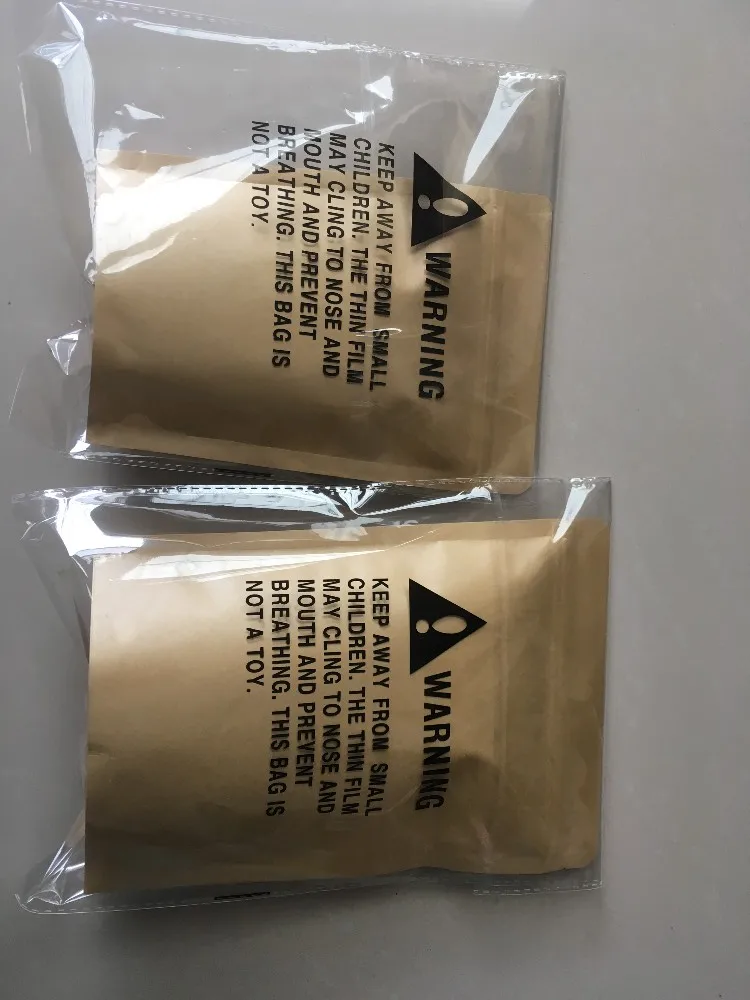 WARNING
KEEP AWAY FROM SMALL
CHILDREN. THE THIN FILM
MAY CLING TO NOSE AND
MOUTH AND PREVENT
BREATHING. THIS BAG IS
NOT A TOY.
WARNING
KEEP AWAY FROM SMALL
CHILDREN. THE THIN FILM
MAY CLING TO NOSE AND
MOUTH AND PREVENT
BREATHING. THIS BAG IS
NOT A TOY.